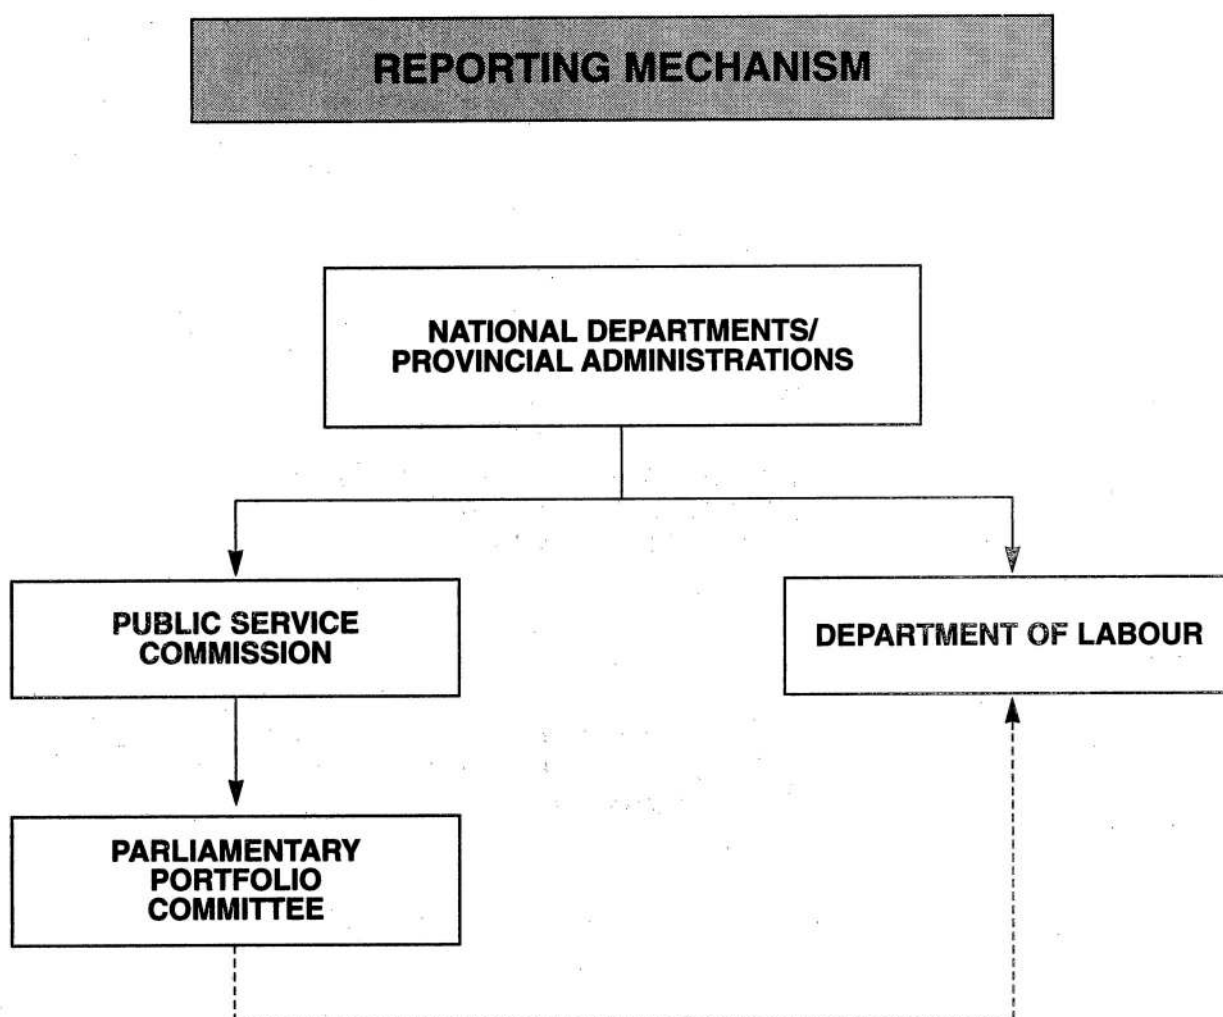 REPORTING MECHANISM
NATIONAL DEPARTMENTS/
PROVINCIAL ADMINISTRATIONS
PUBLIC SERVICE
COMMISSION
DEPARTMENT OF LABOUR
PARLIAMENTARY
PORTFOLIO
COMMITTEE